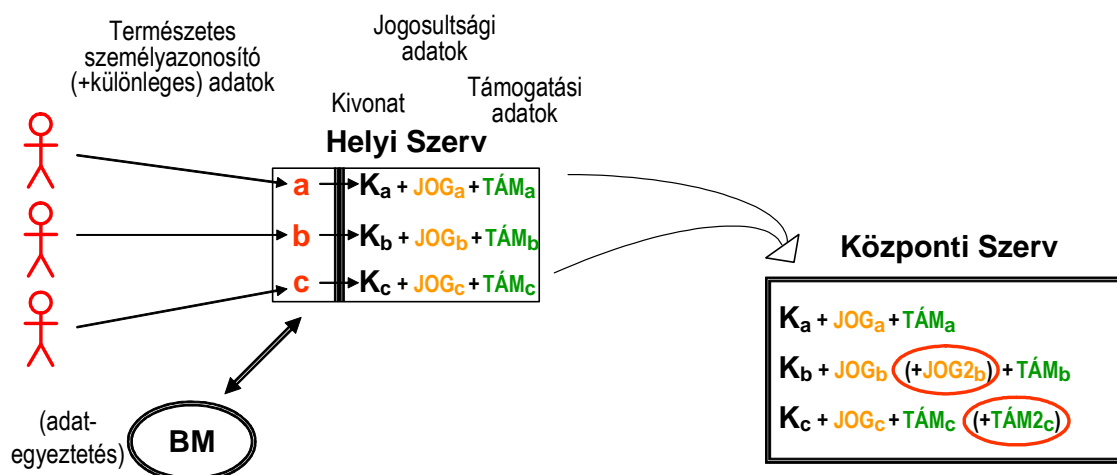 Természetes
személyazonosító
(+különleges) adatok
Jogosultsági
adatok
Támogatási
adatok
Kivonat
Helyi Szerv
a Ka + JOGa + TÁMa
b Kb + JOGb + TÁMb
c Kc + JOGc + TÁMc
(adat-
egyeztetés)
BM
Központi Szerv
Ka + JOGa + TÁMa
Kb + JOGb (+JOG2b) + TÁMb
Kc + JOGc + TÁMc (+TÁM2c)